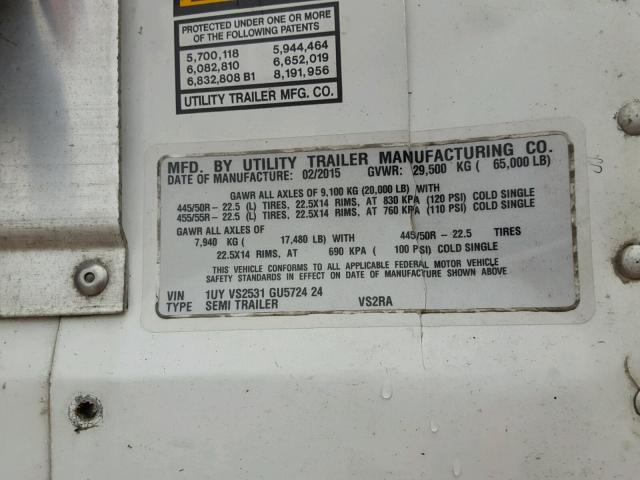 PROTECTED UNDER ONE OR MORE
OF THE FOLLOWING PATENTS
5,700,118 5,944,464
6,082,810 6,652,019
6,832,808 B1 8,191,956
UTILITY TRAILER MFG. CO.
MFD. BY UTILITY TRAILER MANUFACTURING CO.
DATE OF MANUFACTURE: 02/2015 GVWR: 29,500 KG ( 65,000 LB)
GAWR ALL AXLES OF 9,100 KG (20,000 LB) WITH
445/50R- 22.5 (L) TIRES, 22.5X14 RIMS, AT 830 KPA (120 PSI) COLD SINGLE
455/55R- 22.5 (L) TIRES, 22.5X14 RIMS, AT 760 KPA (110 PSI) COLD SINGLE
GAWR ALL AXLES OF
7,940 KG ( 17,480 LB) WITH 445/50R - 22.5 TIRES
22.5X14 RIMS, AT 690 KPA ( 100 PSI) COLD SINGLE
THIS VEHICLE CONFORMS TO ALL APPLICABLE FEDERAL MOTOR VEHICLE
SAFETY STANDARDS IN EFFECT ON DATE OF MANUFACTURE SHOWN ABOVE.
VIN 1UY VS2531 GU5724 24
TYPE SEMI TRAILER VS2RA